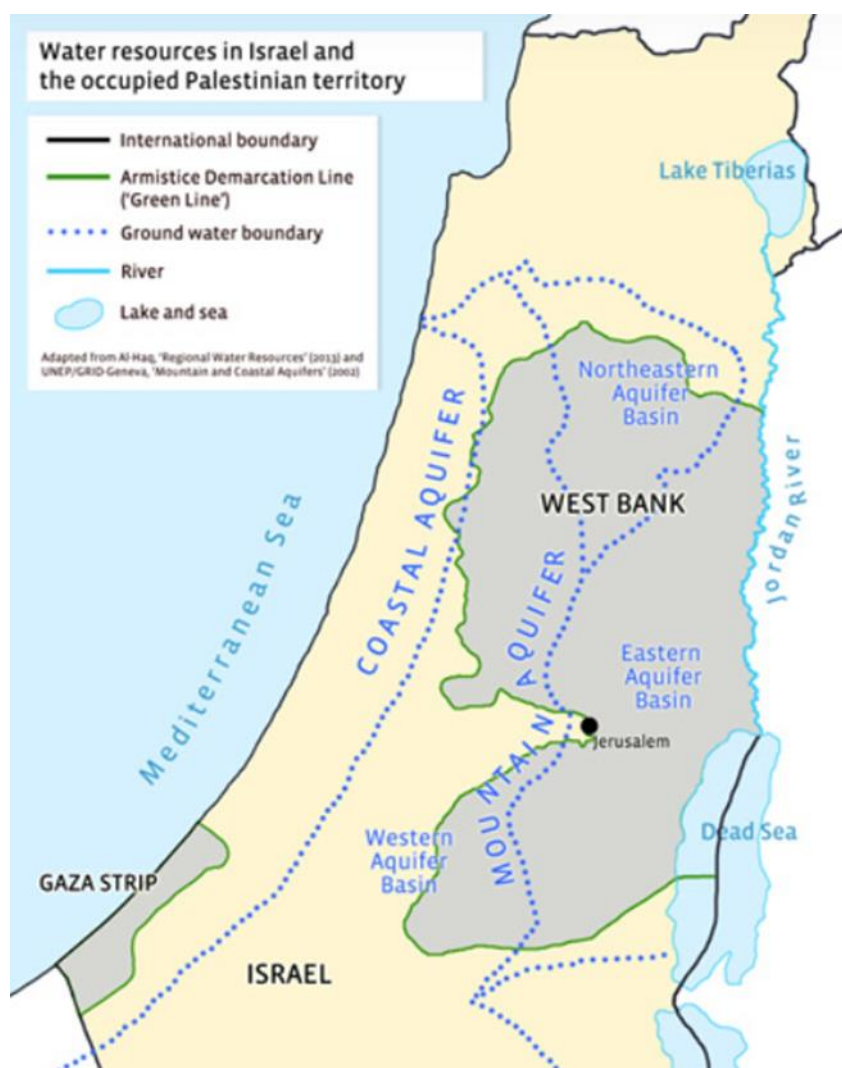 Water resources in Israel and
the occupied Palestinian territory
International boundary
Armistice Demarcation Line
('Green Line')
Ground water boundary
River
Lake and sea
Adapted from Al-Haq, 'Regional Water Resources' (2013) and
UNEP/GRID Geneva, 'Mountain and Coastal Aquifers' (2002)
Lake Tiberias
Northeastern
Aquifer
Basin
COASTAL AQUIFER
WEST BANK
Jordan River
Mediterranean Sea
MOUNTAIN AQUIFER
Eastern
Aquifer
Basin
Jerusalem
Western
Aquifer
Basin
Dead Sea
GAZA STRIP
ISRAEL